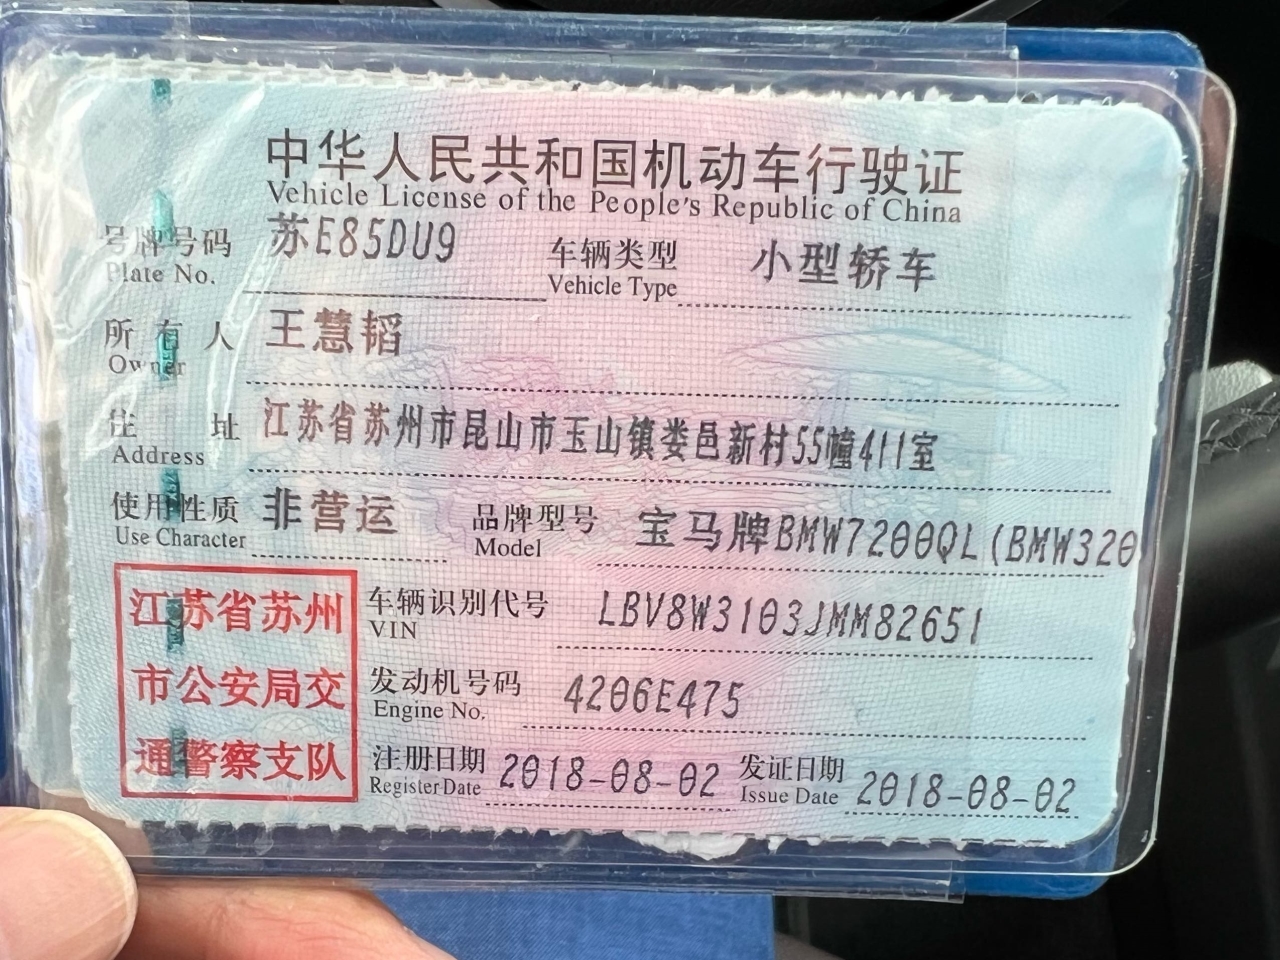 中华人民共和国机动车行驶证
Vehicle License of the People's Republic of China
号牌号码 苏E85DU9 车辆类型 小型轿车
Plate No. Vehicle Type
所有人 王慧韬
Owner
住址 江苏省苏州市昆山市玉山镇娄邑新村55幢411室
Address
使用性质 非营运 品牌型号 宝马牌BMW7200QL(BMW320
Use Character Model
江苏省苏州
市公安局交
通警察支队
车辆识别代号 LBV8W3103JMM82651
VIN
发动机号码 4206E475
Engine No.
注册日期 2018-08-02 发证日期 2018-08-02
Register Date Issue Date